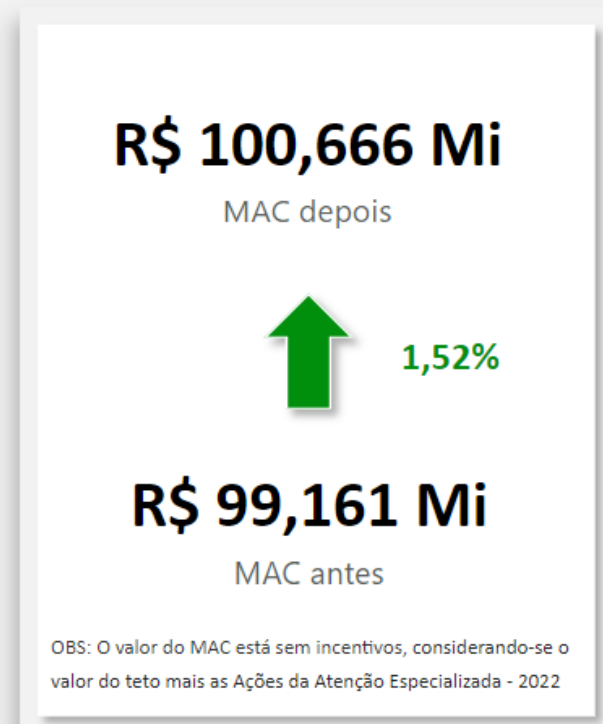 R$ 100,666 Mi
MAC depois
1,52%
R$ 99,161 Mi
MAC antes
OBS: O valor do MAC está sem incentivos, considerando-se o
valor do teto mais as Ações da Atenção Especializada - 2022